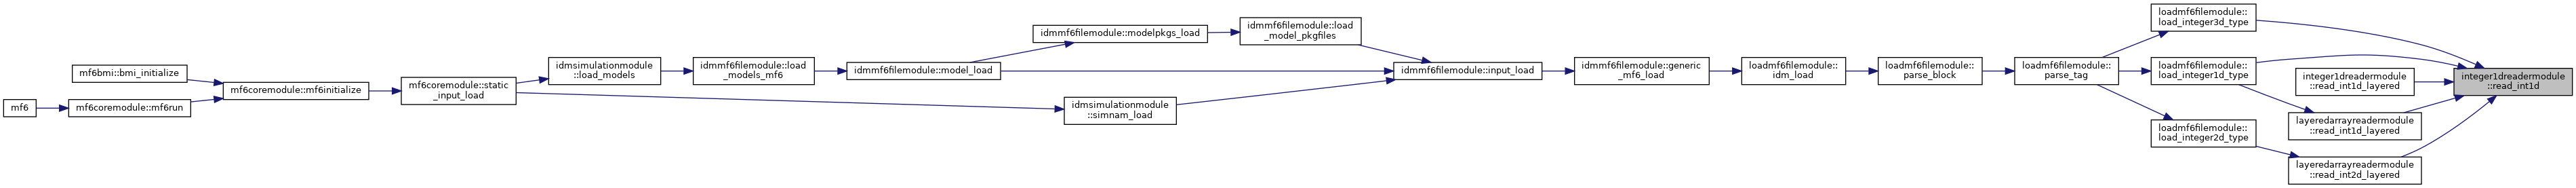 mf6
mf6bmi::bmi_initialize
mf6coremodule::mf6run
mf6coremodule::mf6initialize
mf6coremodule::static
_input_load
idmsimulationmodule
::load_models
idmmf6filemodule::load
_models_mf6
idmmf6filemodule::model_load
idmmf6filemodule::modelpkgs_load
idmsimulationmodule
::simnam_load
idmmf6filemodule::load
_model_pkgfiles
idmmf6filemodule::input_load
idmmf6filemodule::generic
_mf6_load
loadmf6filemodule::
idm_load
loadmf6filemodule::
parse_block
loadmf6filemodule::
parse_tag
loadmf6filemodule::
load_integer3d_type
loadmf6filemodule::
load_integer1d_type
loadmf6filemodule::
load_integer2d_type
integer1dreadermodule
::read_int1d_layered
layeredarrayreadermodule
::read_int1d_layered
layeredarrayreadermodule
::read_int2d_layered
integer1dreadermodule
::read_int1d